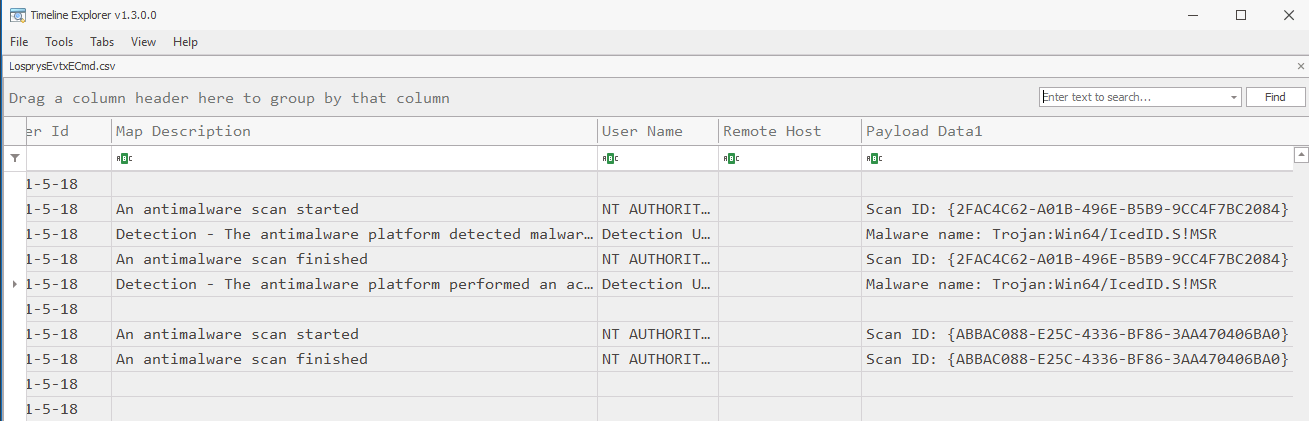 Timeline Explorer v1.3.0.0
File Tools Tabs View Help
LosprysEvtxECmd.csv
Drag a column header here to group by that column Enter text to search... Find
er Id Map Description User Name Remote Host Payload Data1
1-5-18
1-5-18 An antimalware scan started NT AUTHORIT… Scan ID: {2FAC4C62-A01B-496E-B5B9-9CC4F7BC2084}
1-5-18 Detection - The antimalware platform detected malwar… Detection U… Malware name: Trojan:Win64/IcedID.S!MSR
1-5-18 An antimalware scan finished NT AUTHORIT… Scan ID: {2FAC4C62-A01B-496E-B5B9-9CC4F7BC2084}
1-5-18 Detection - The antimalware platform performed an ac… Detection U… Malware name: Trojan:Win64/IcedID.S!MSR
1-5-18
1-5-18 An antimalware scan started NT AUTHORIT… Scan ID: {ABBAC088-E25C-4336-BF86-3AA470406BA0}
1-5-18 An antimalware scan finished NT AUTHORIT… Scan ID: {ABBAC088-E25C-4336-BF86-3AA470406BA0}
1-5-18
1-5-18